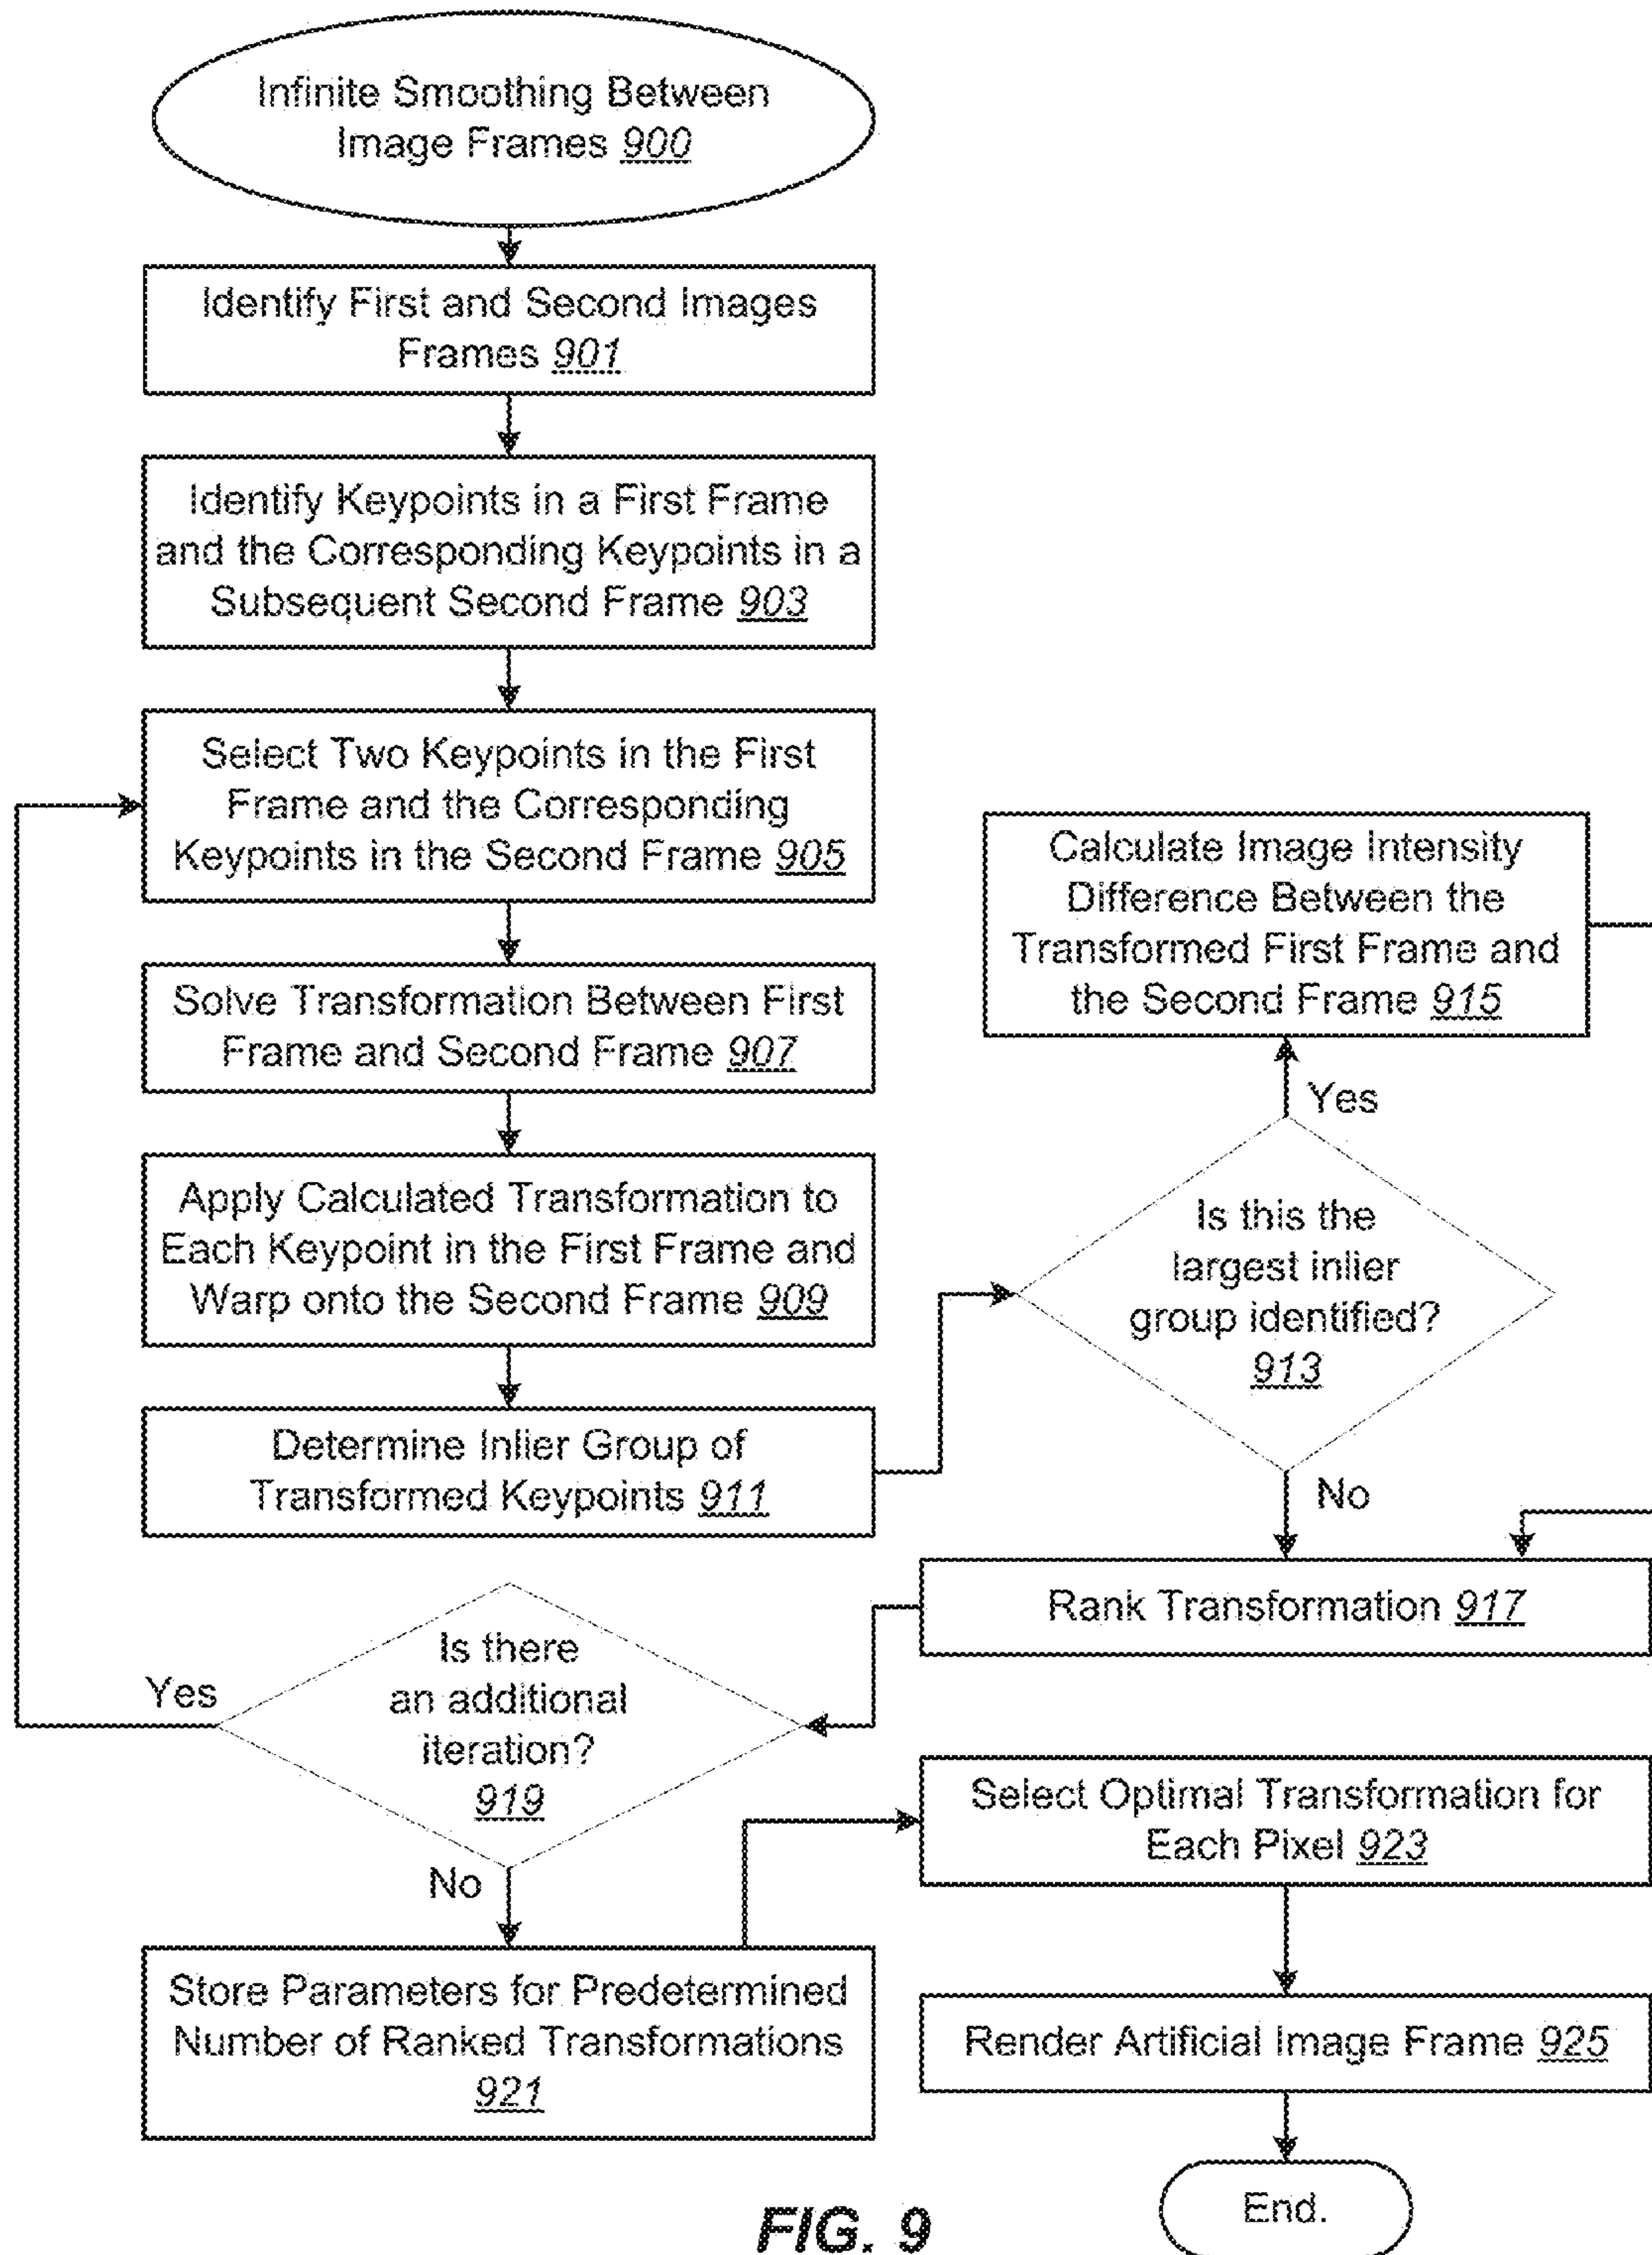 Infinite Smoothing Between
Image Frames 900
Identify First and Second Images
Frames 901
Identify Keypoints in a First Frame
and the Corresponding Keypoints in a
Subsequent Second Frame 903
Select Two Keypoints in the First
Frame and the Corresponding
Keypoints in the Second Frame 905
Solve Transformation Between First
Frame and Second Frame 907
Apply Calculated Transformation to
Each Keypoint in the First Frame and
Warp onto the Second Frame 909
Determine Inlier Group of
Transformed Keypoints 911
Calculate Image Intensity
Difference Between the
Transformed First Frame and
the Second Frame 915
Yes
Is this the
largest inlier
group identified?
913
No
Rank Transformation 917
Is there
an additional
iteration?
919
Yes
No
Store Parameters for Predetermined
Number of Ranked Transformations
921
Select Optimal Transformation for
Each Pixel 923
Render Artificial Image Frame 925
End.
FIG. 9